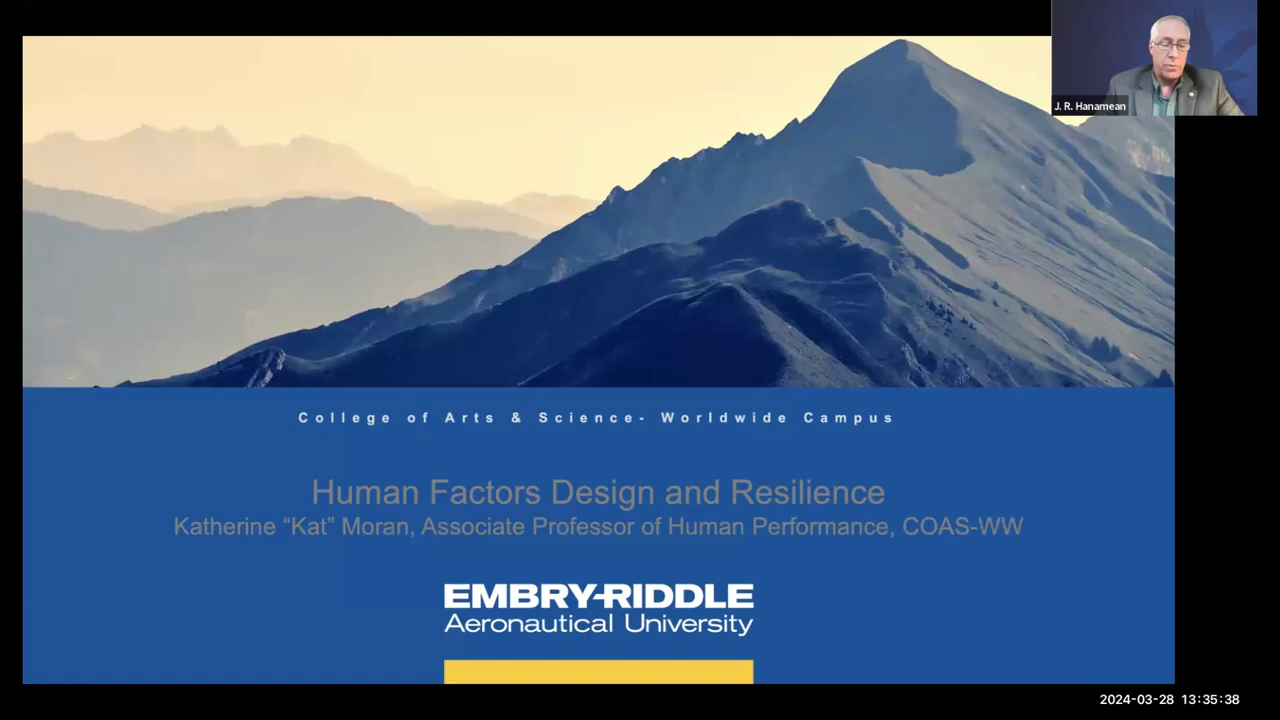 J. R. Hanamean
College of Arts & Science- Worldwide Campus
Human Factors Design and Resilience
Katherine “Kat” Moran, Associate Professor of Human Performance, COAS-WW
EMBRY-RIDDLE
Aeronautical University
2024-03-28 13:35:38